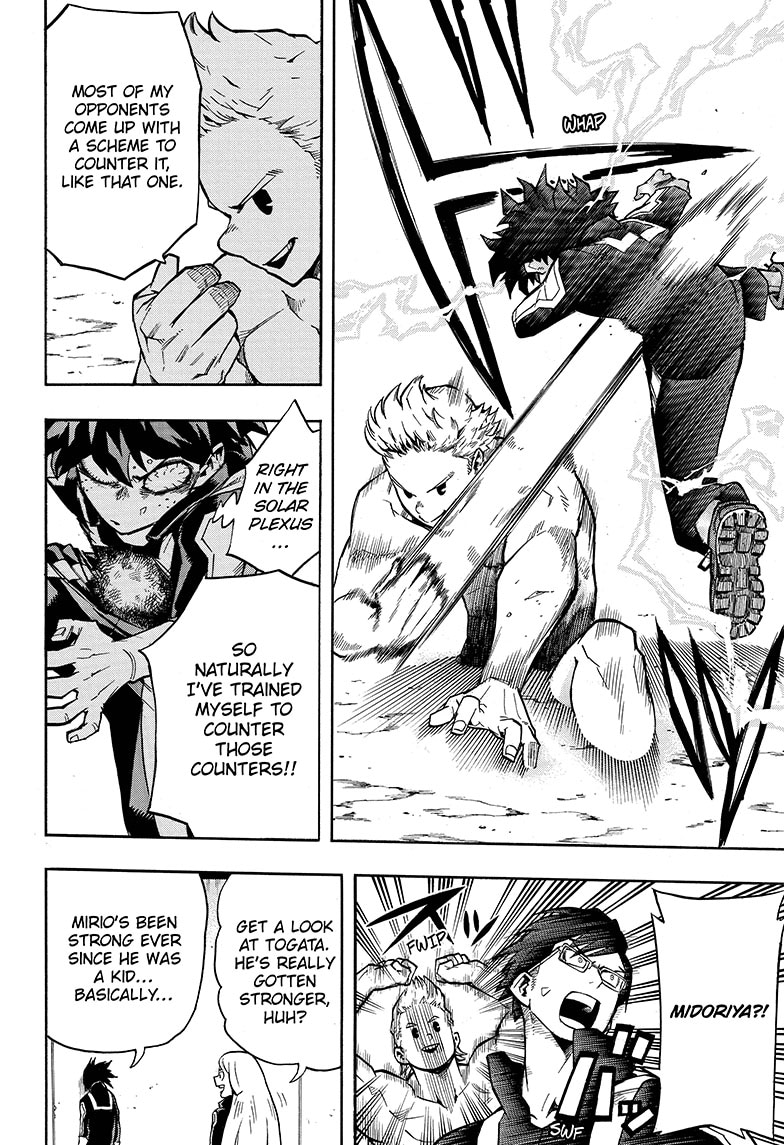 WHAP
MOST OF MY
OPPONENTS
COME UP WITH
A SCHEME TO
COUNTER IT,
LIKE THAT ONE.
RIGHT
IN THE
SOLAR
PLEXUS
...
SO
NATURALLY
I'VE TRAINED
MYSELF TO
COUNTER
THOSE
COUNTERS!!
MIDORIYA?!
FWIP
SWF
GET A LOOK
AT TOGATA.
HE'S REALLY
GOTTEN
STRONGER,
HUH?
MIRIO'S BEEN
STRONG EVER
SINCE HE WAS
A KID...
BASICALLY...